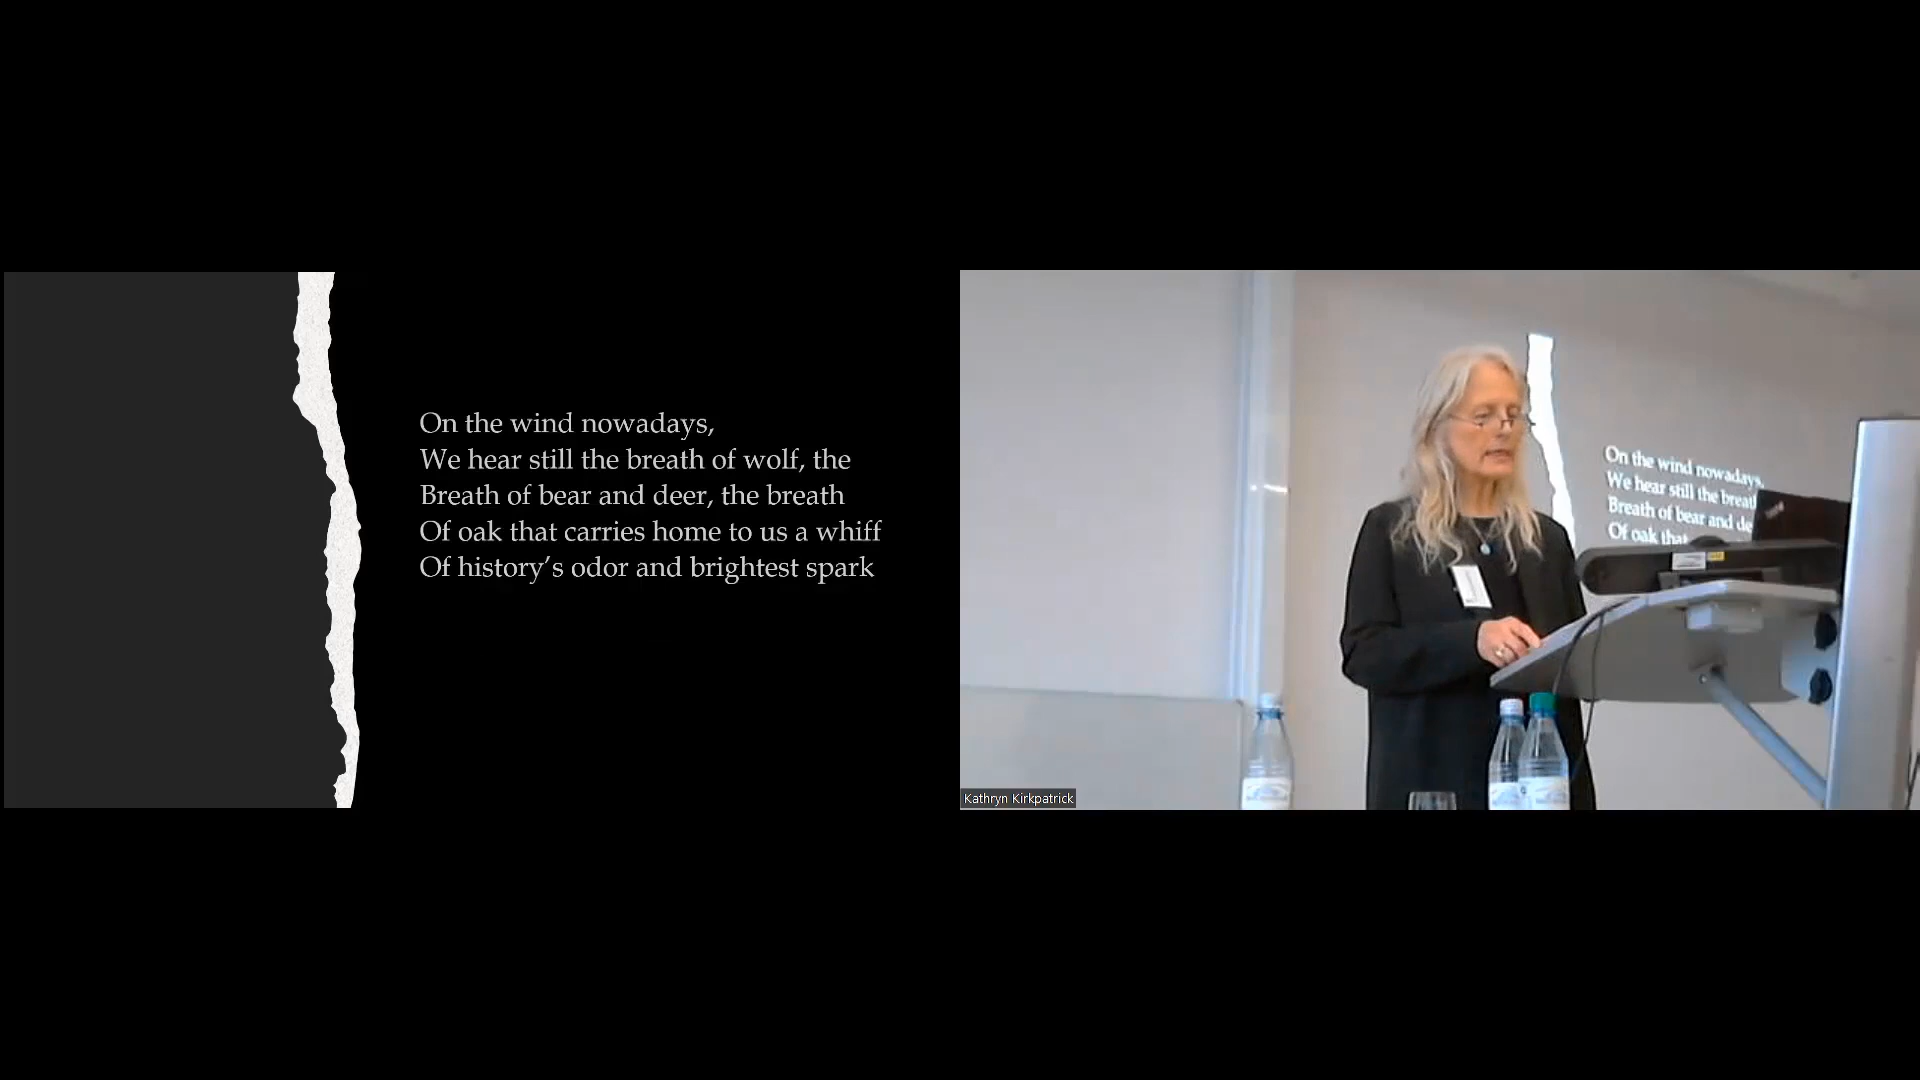 On the wind nowadays,
We hear still the breath of wolf, the
Breath of bear and deer, the breath
Of oak that carries home to us a whiff
Of history’s odor and brightest spark
On the wind nowadays,
We hear still the breath
Breath of bear and de
Of oak that
Kathryn Kirkpatrick